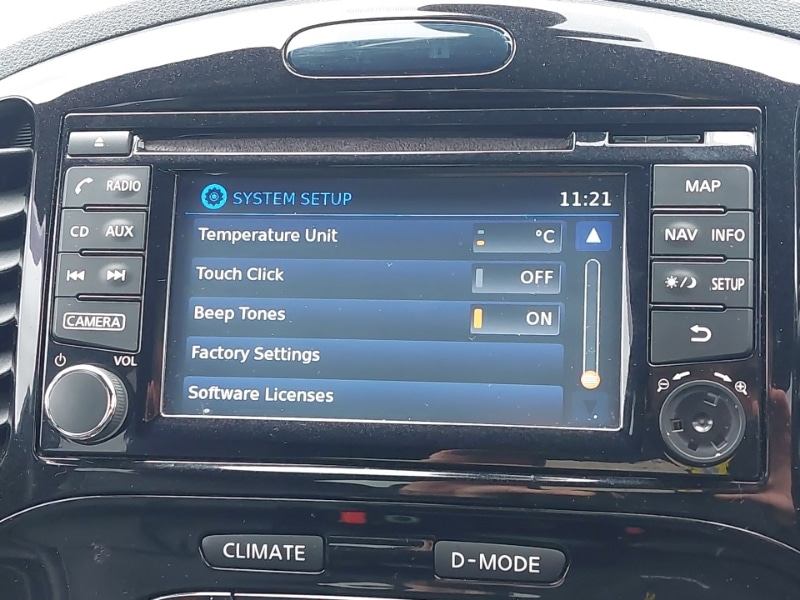 RADIO
CD AUX
CAMERA
VOL
SYSTEM SETUP 11:21
Temperature Unit °C
Touch Click OFF
Beep Tones ON
Factory Settings
Software Licenses
MAP
NAV INFO
SETUP
CLIMATE
D-MODE